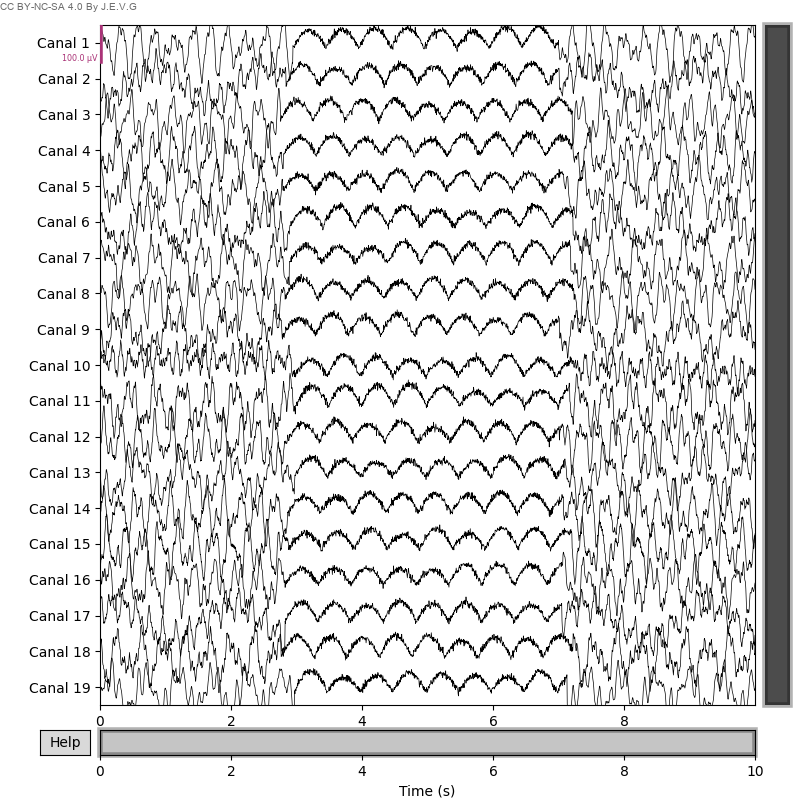 CC BY-NC-SA 4.0 By J.E.V.G
Canal 1
100.0 µV
Canal 2
Canal 3
Canal 4
Canal 5
Canal 6
Canal 7
Canal 8
Canal 9
Canal 10
Canal 11
Canal 12
Canal 13
Canal 14
Canal 15
Canal 16
Canal 17
Canal 18
Canal 19
0 2 4 6 8
Help
0 2 4 6 8 10
Time (s)